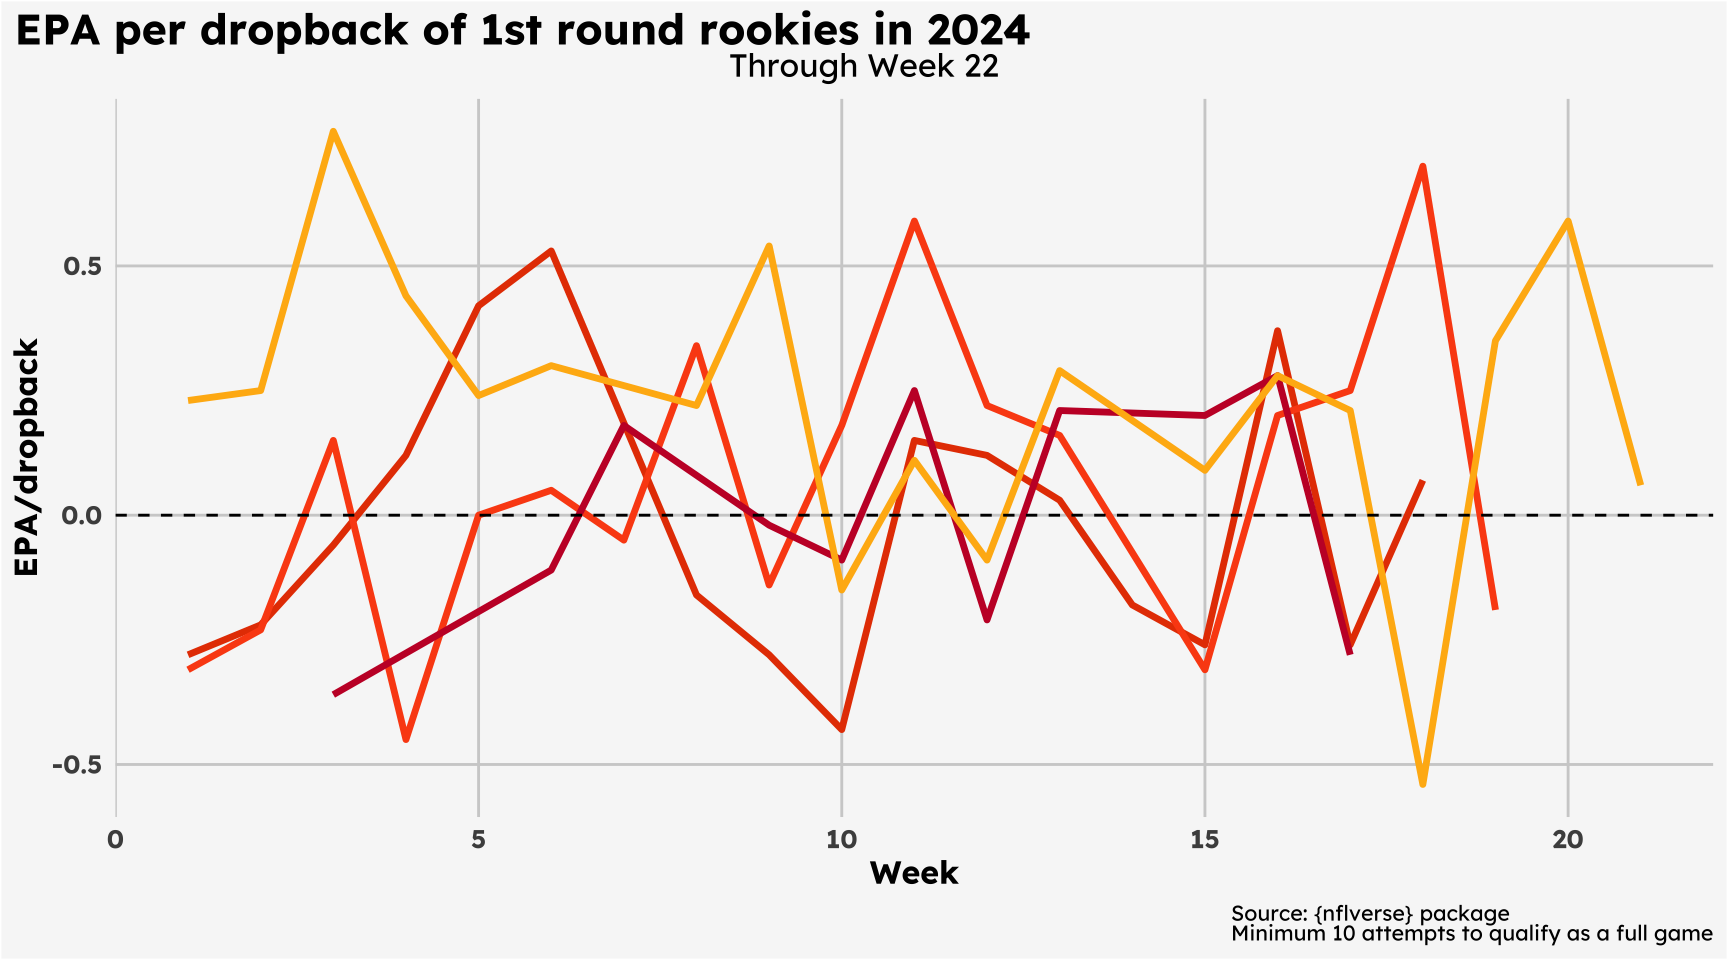 EPA per dropback of 1st round rookies in 2024
Through Week 22
EPA/dropback
0.5
0.0
-0.5
0 5 10 15 20
Week
Source: {nflverse} package
Minimum 10 attempts to qualify as a full game